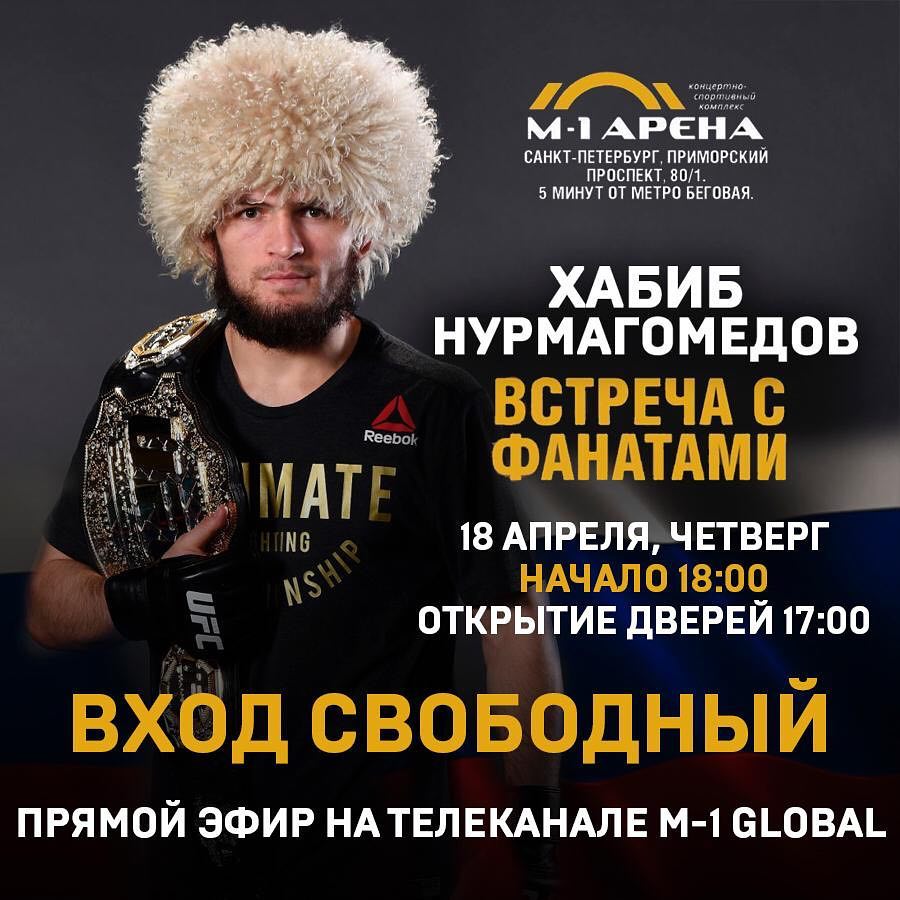 концертно-
спортивный
комплекс
М-1 АРЕНА
САНКТ-ПЕТЕРБУРГ, ПРИМОРСКИЙ
ПРОСПЕКТ, 80/1.
5 МИНУТ ОТ МЕТРО БЕГОВАЯ.
ХАБИБ
НУРМАГОМЕДОВ
ВСТРЕЧА С
ФАНАТАМИ
Reebok
IMATE
HTING
NSHIP
UFC
18 АПРЕЛЯ, ЧЕТВЕРГ
НАЧАЛО 18:00
ОТКРЫТИЕ ДВЕРЕЙ 17:00
ВХОД СВОБОДНЫЙ
ПРЯМОЙ ЭФИР НА ТЕЛЕКАНАЛЕ M-1 GLOBAL